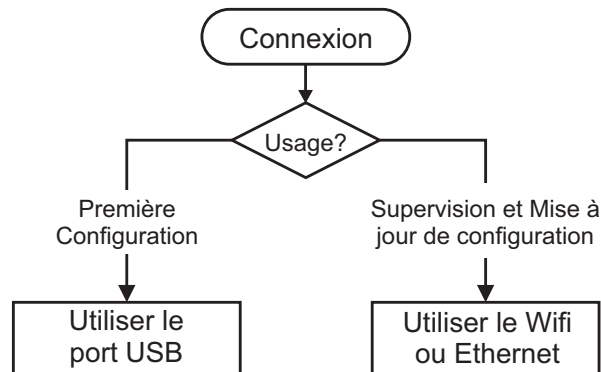 Connexion
Usage?
Première
Configuration
Supervision et Mise à
jour de configuration
Utiliser le
port USB
Utiliser le Wifi
ou Ethernet